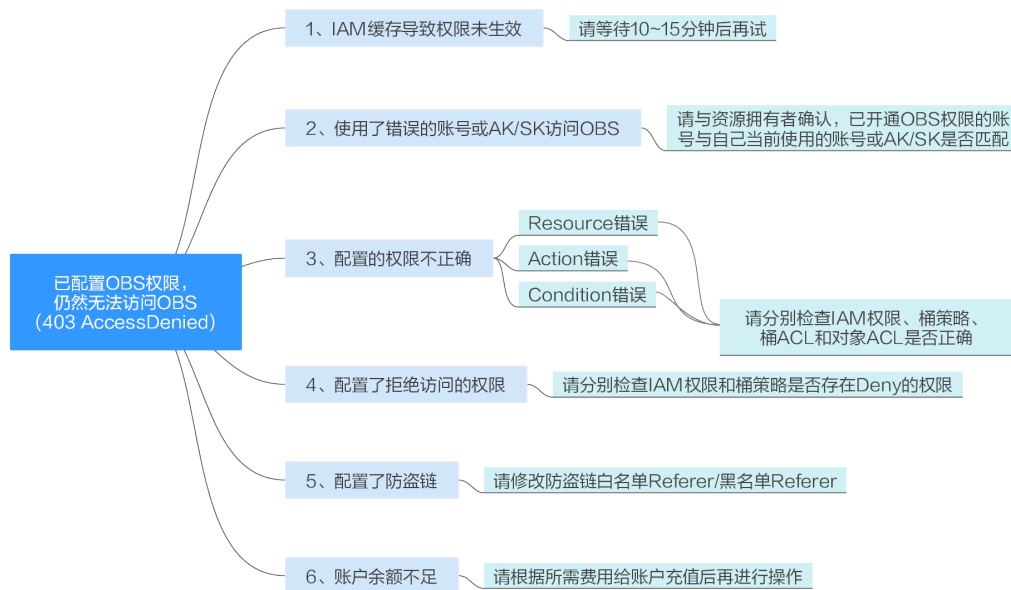 1、IAM缓存导致权限未生效
请等待10~15分钟后再试
2、使用了错误的账号或AK/SK访问OBS
请与资源拥有者确认，已开通OBS权限的账
号与自己当前使用的账号或AK/SK是否匹配
已配置OBS权限，
仍然无法访问OBS
（403 AccessDenied）
3、配置的权限不正确
Resource错误
Action错误
Condition错误
请分别检查IAM权限、桶策略、
桶ACL和对象ACL是否正确
4、配置了拒绝访问的权限
请分别检查IAM权限和桶策略是否存在Deny的权限
5、配置了防盗链
请修改防盗链白名单Referer/黑名单Referer
6、账户余额不足
请根据所需费用给账户充值后再进行操作